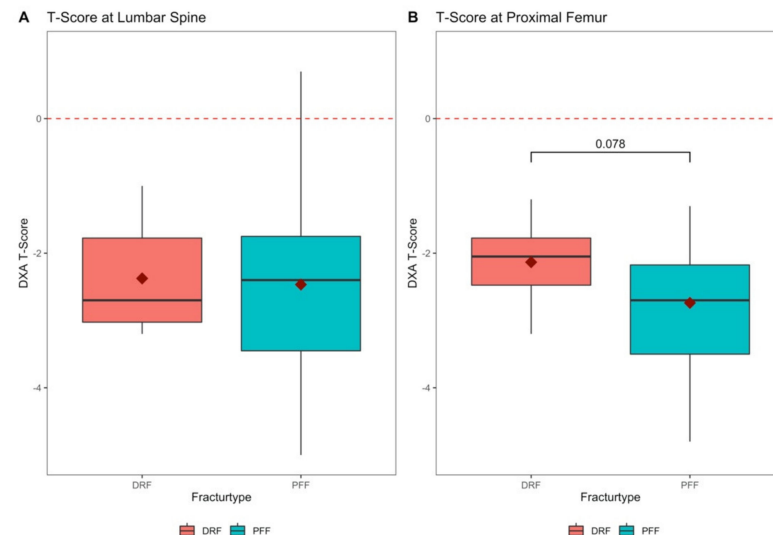 A T-Score at Lumbar Spine
DXA T-Score
0
-2
-4
DRF PFF
Fracturtype
DRF PFF
B T-Score at Proximal Femur
DXA T-Score
0
-2
-4
0.078
DRF PFF
Fracturtype
DRF PFF